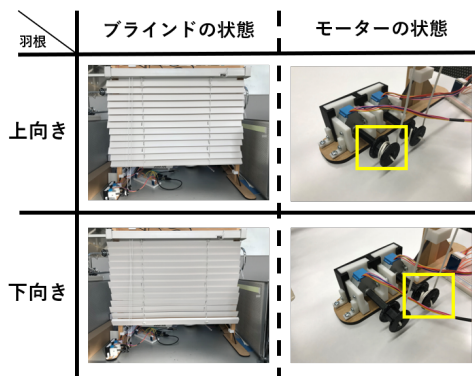 羽根
ブラインドの状態
モーターの状態
上向き
下向き